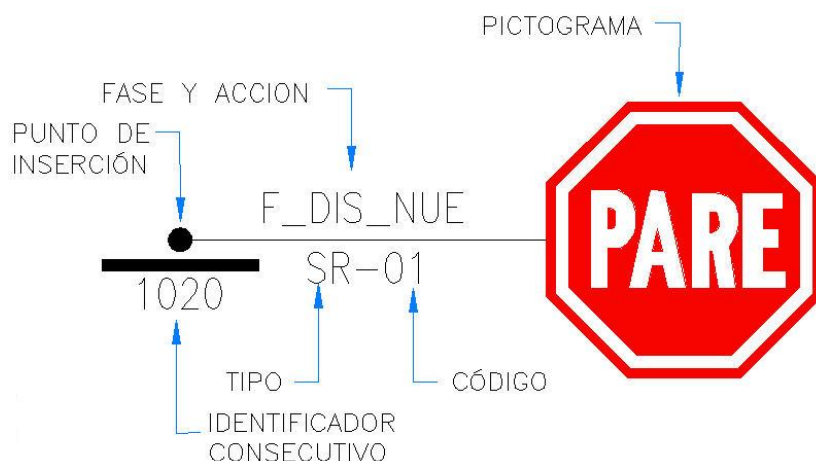 PICTOGRAMA
FASE Y ACCION
PUNTO DE
INSERCIÓN
F_DIS_NUE
PARE
SR-01
1020
TIPO
CÓDIGO
IDENTIFICADOR
CONSECUTIVO